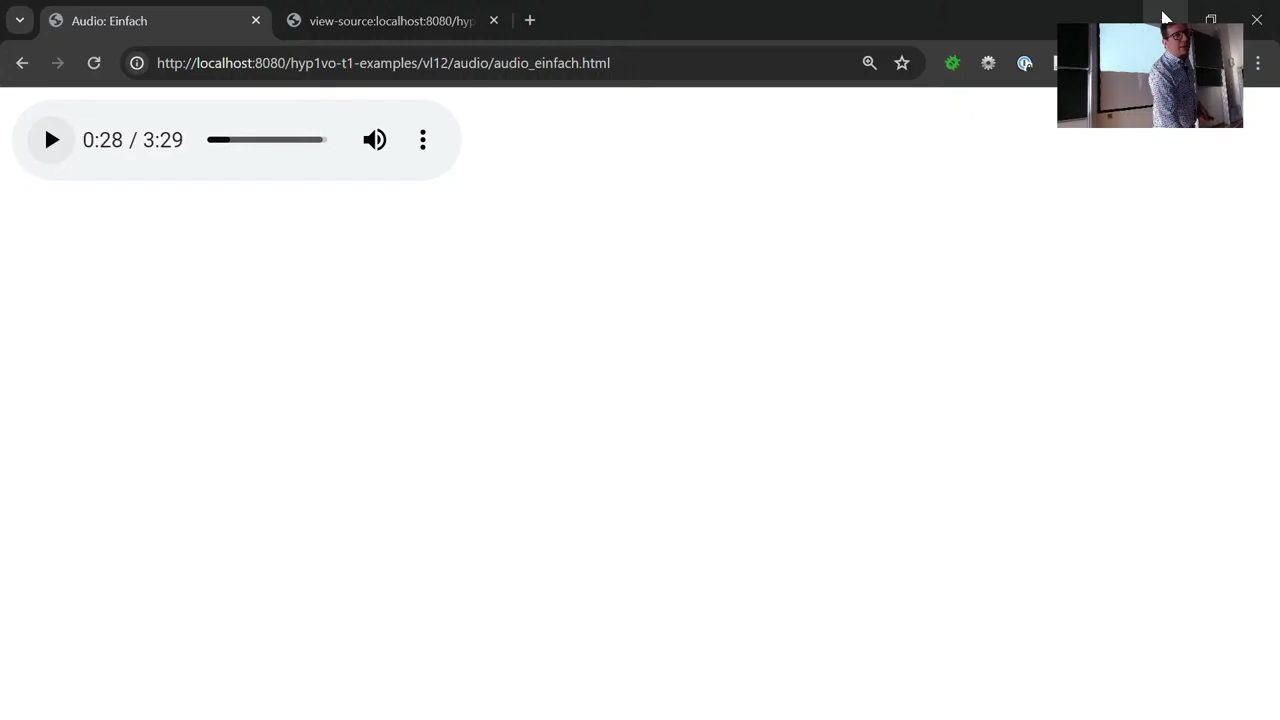 Audio: Einfach
view-source:localhost:8080/hyp
http://localhost:8080/hyp1vo-t1-examples/vl12/audio/audio_einfach.html
0:28 / 3:29